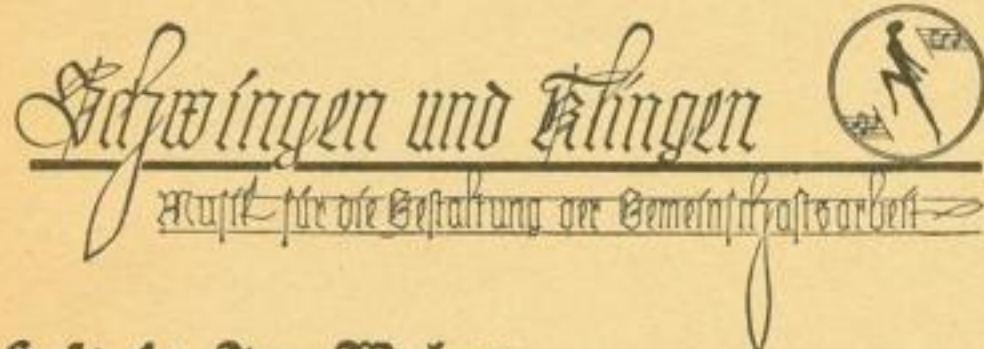 Schwingen und Klingen
Musik für die Gestaltung der Gemeinschaftsarbeit